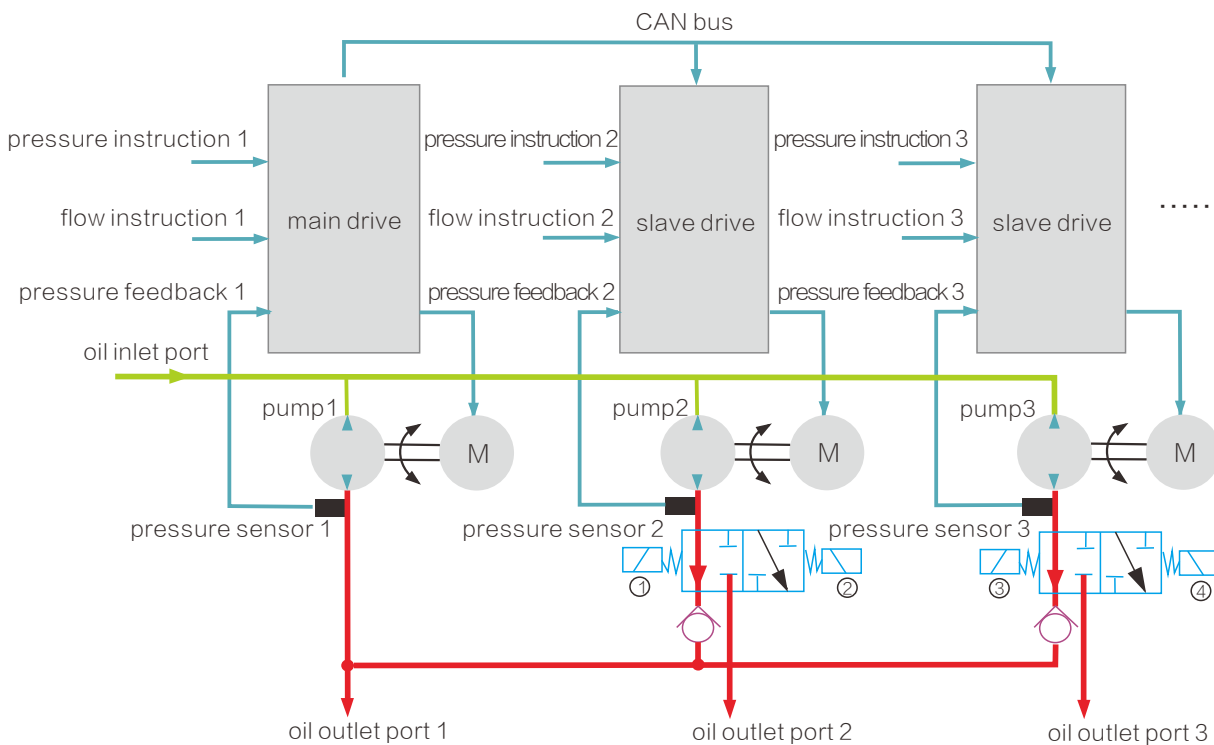 CAN bus
pressure instruction 1
pressure instruction 2
pressure instruction 3
flow instruction 1
main drive
flow instruction 2
slave drive
flow instruction 3
slave drive
.....
pressure feedback 1
pressure feedback 2
pressure feedback 3
oil inlet port
pump1
M
pump2
M
pump3
M
pressure sensor 1
pressure sensor 2
pressure sensor 3
①
②
③
④
oil outlet port 1
oil outlet port 2
oil outlet port 3